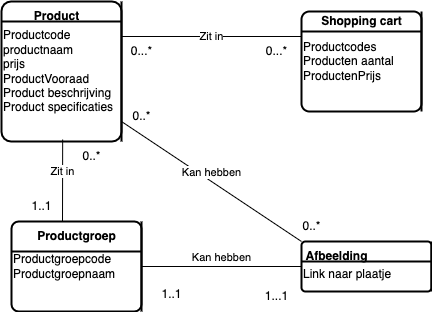 Product
Productcode
productnaam
prijs
ProductVooraad
Product beschrijving
Product specificaties
Zit in
0...*
0...*
Shopping cart
Productcodes
Producten aantal
ProductenPrijs
0..*
0..*
Zit in
1..1
Kan hebben
0..*
Productgroep
Productgroepcode
Productgroepnaam
Kan hebben
1..1
1...1
Afbeelding
Link naar plaatje